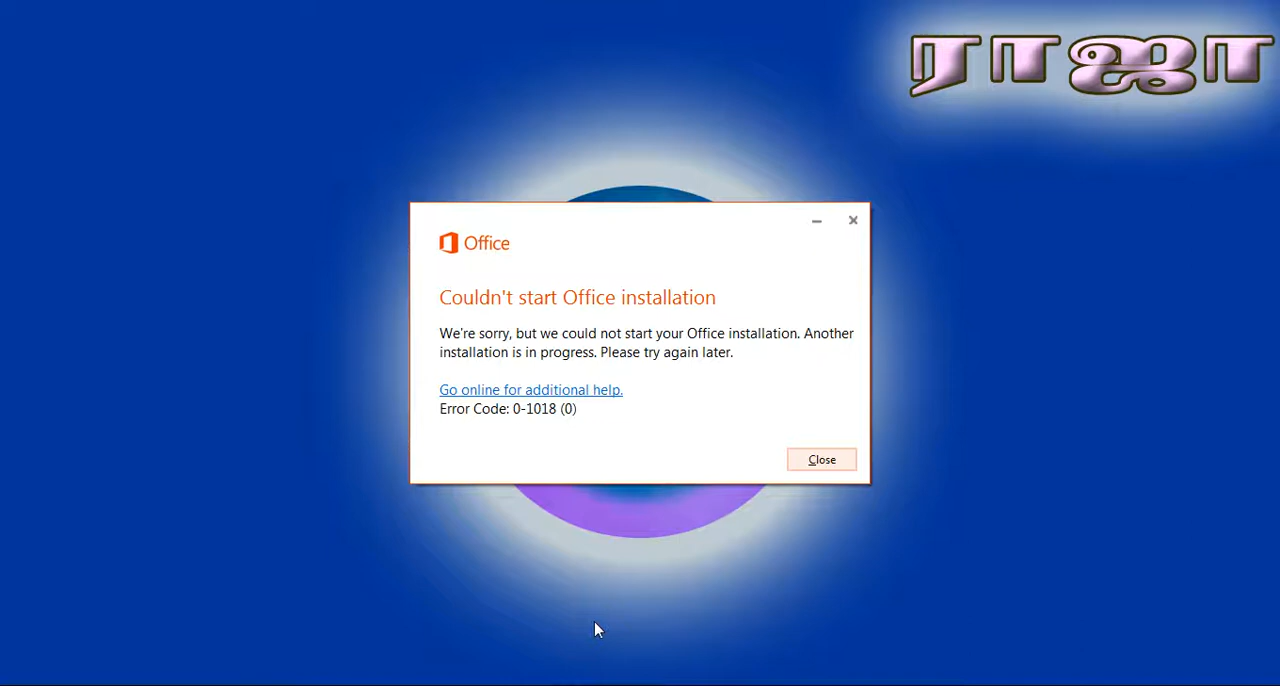 ராஜா
Office
Couldn't start Office installation
We're sorry, but we could not start your Office installation. Another
installation is in progress. Please try again later.
Go online for additional help.
Error Code: 0-1018 (0)
Close